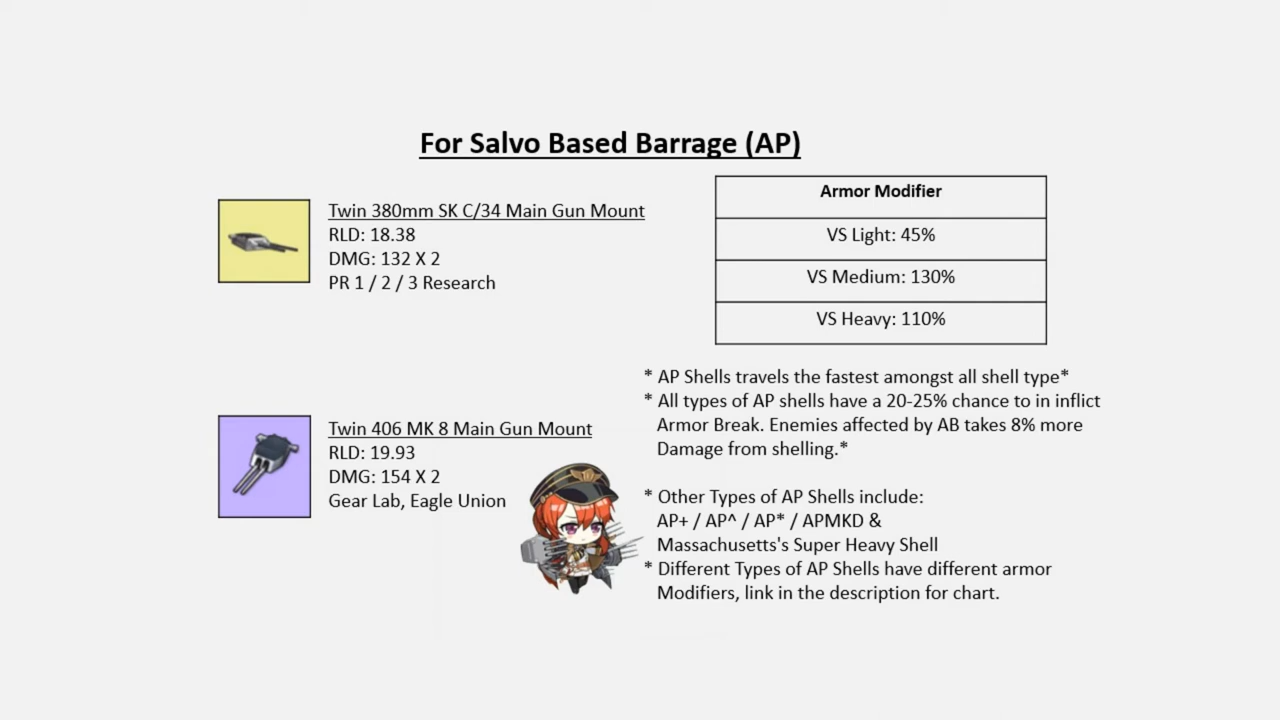 For Salvo Based Barrage (AP)
Twin 380mm SK C/34 Main Gun Mount
RLD: 18.38
DMG: 132 X 2
PR 1 / 2 / 3 Research
Armor Modifier
VS Light: 45%
VS Medium: 130%
VS Heavy: 110%
Twin 406 MK 8 Main Gun Mount
RLD: 19.93
DMG: 154 X 2
Gear Lab, Eagle Union
* AP Shells travels the fastest amongst all shell type*
* All types of AP shells have a 20-25% chance to in inflict
Armor Break. Enemies affected by AB takes 8% more
Damage from shelling.*
* Other Types of AP Shells include:
AP+ / AP^ / AP* / APMKD &
Massachusetts's Super Heavy Shell
* Different Types of AP Shells have different armor
Modifiers, link in the description for chart.